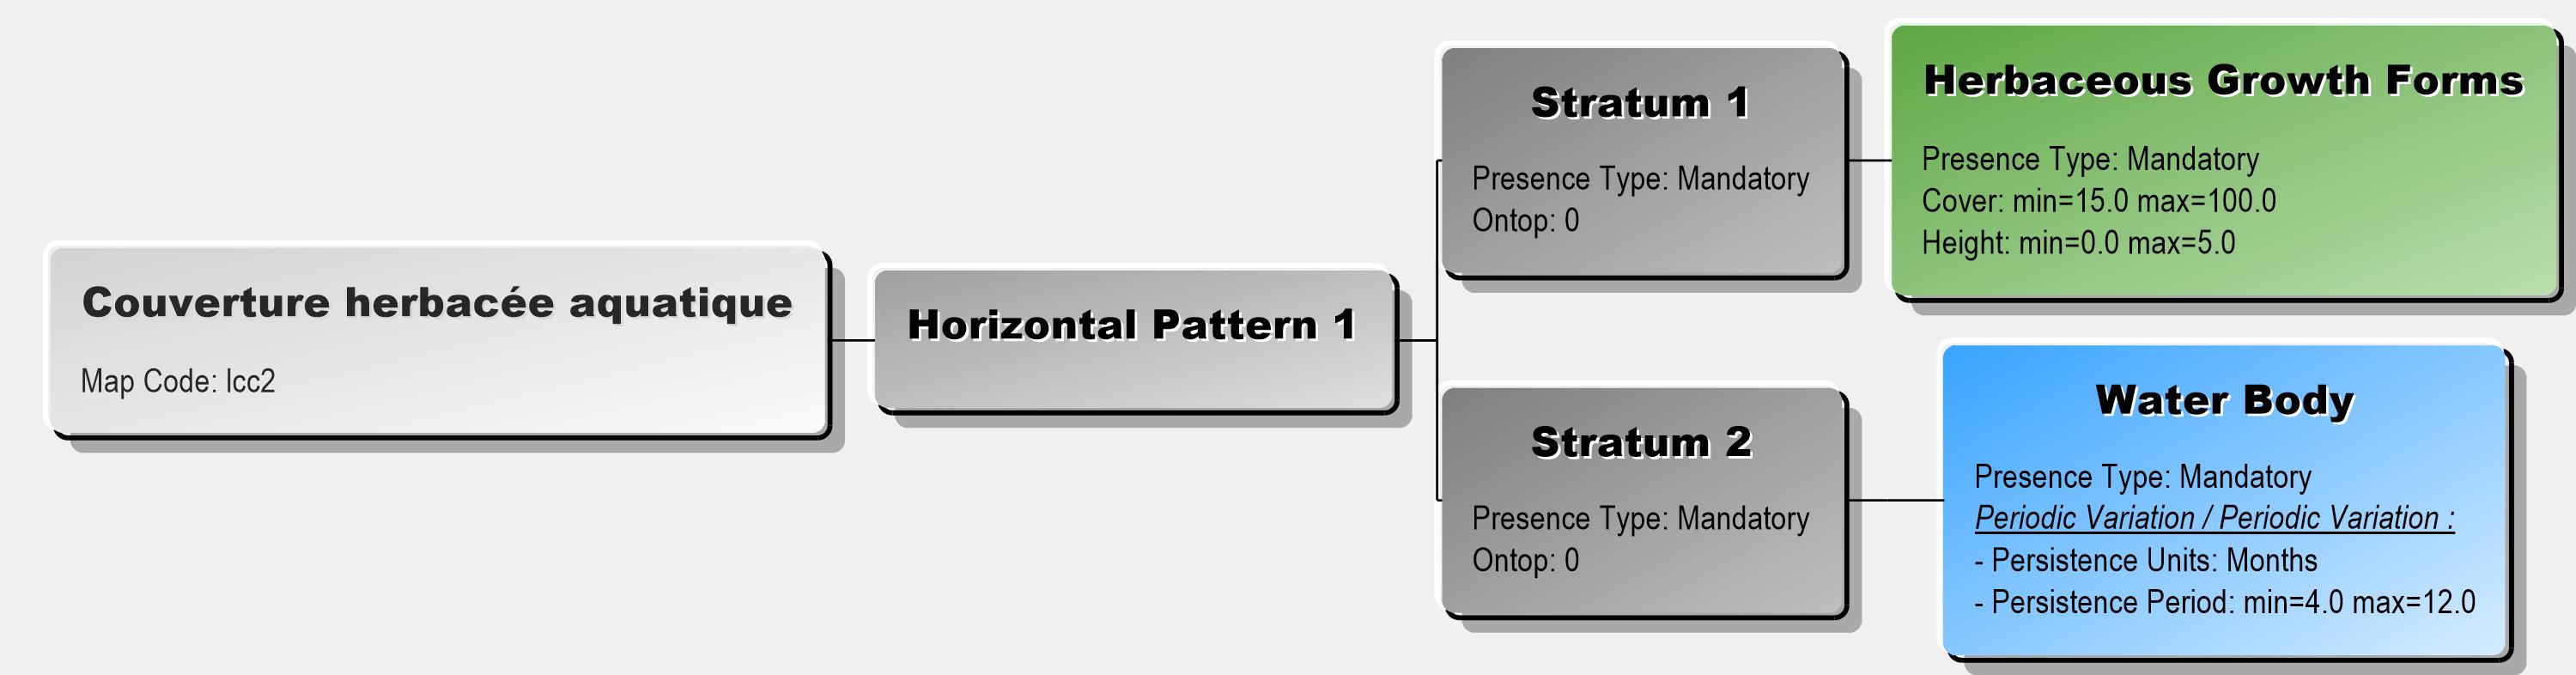 Couverture herbacée aquatique
Map Code: lcc2
Horizontal Pattern 1
Stratum 1
Presence Type: Mandatory
Ontop: 0
Herbaceous Growth Forms
Presence Type: Mandatory
Cover: min=15.0 max=100.0
Height: min=0.0 max=5.0
Stratum 2
Presence Type: Mandatory
Ontop: 0
Water Body
Presence Type: Mandatory
Periodic Variation / Periodic Variation :
- Persistence Units: Months
- Persistence Period: min=4.0 max=12.0